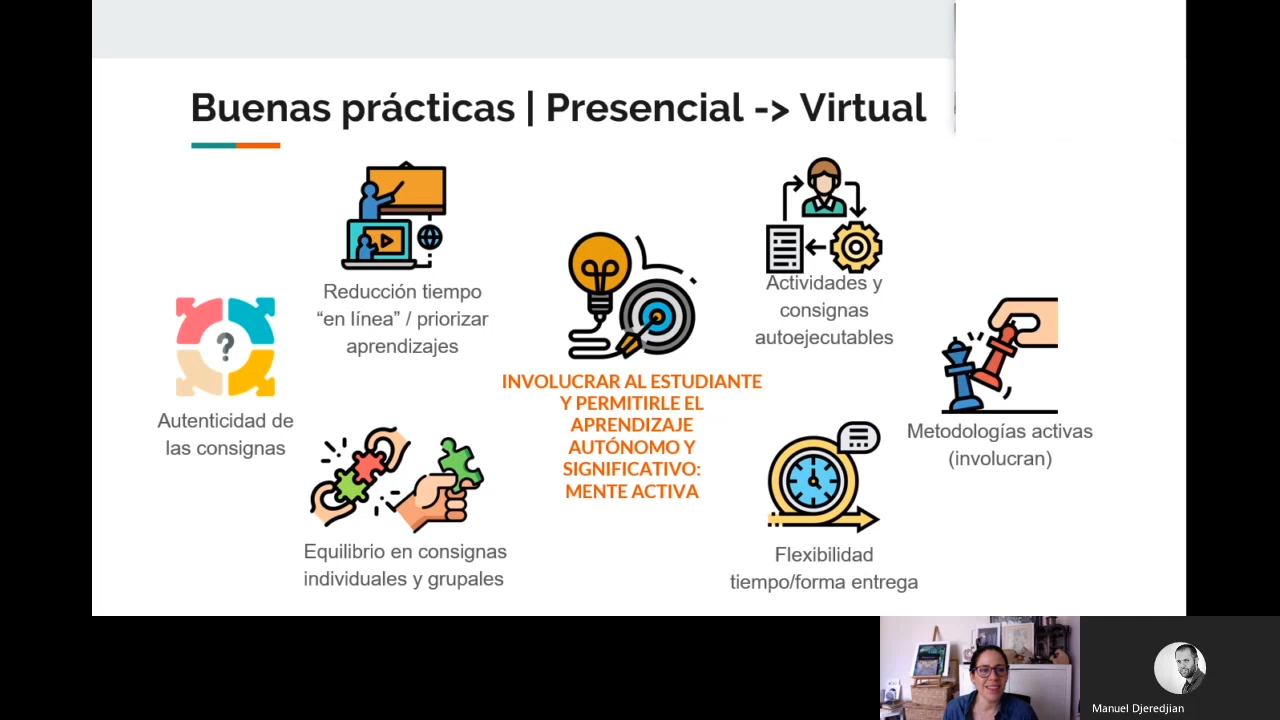 Buenas prácticas | Presencial -> Virtual
Reducción tiempo
“en línea” / priorizar
aprendizajes
Actividades y
consignas
autoejecutables
?
Autenticidad de
las consignas
INVOLUCRAR AL ESTUDIANTE
Y PERMITIRLE EL
APRENDIZAJE
AUTÓNOMO Y
SIGNIFICATIVO:
MENTE ACTIVA
Metodologías activas
(involucran)
Equilibrio en consignas
individuales y grupales
Flexibilidad
tiempo/forma entrega
Manuel Djeredjian